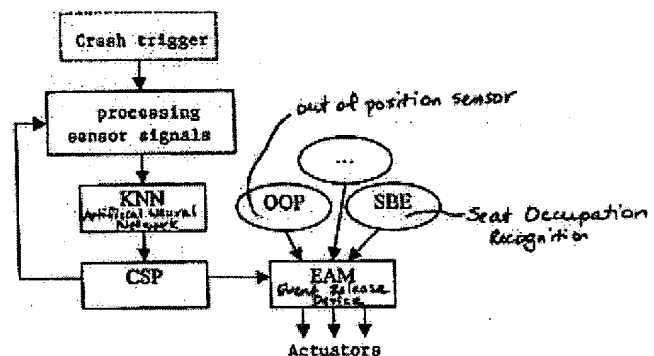 Crash trigger
processing
sensor signals
out of position sensor
...
KNN
Artificial Neural
Network
OOP
SBE
Seat Occupation
Recognition
CSP
EAM
Event Release
Device
Actuators